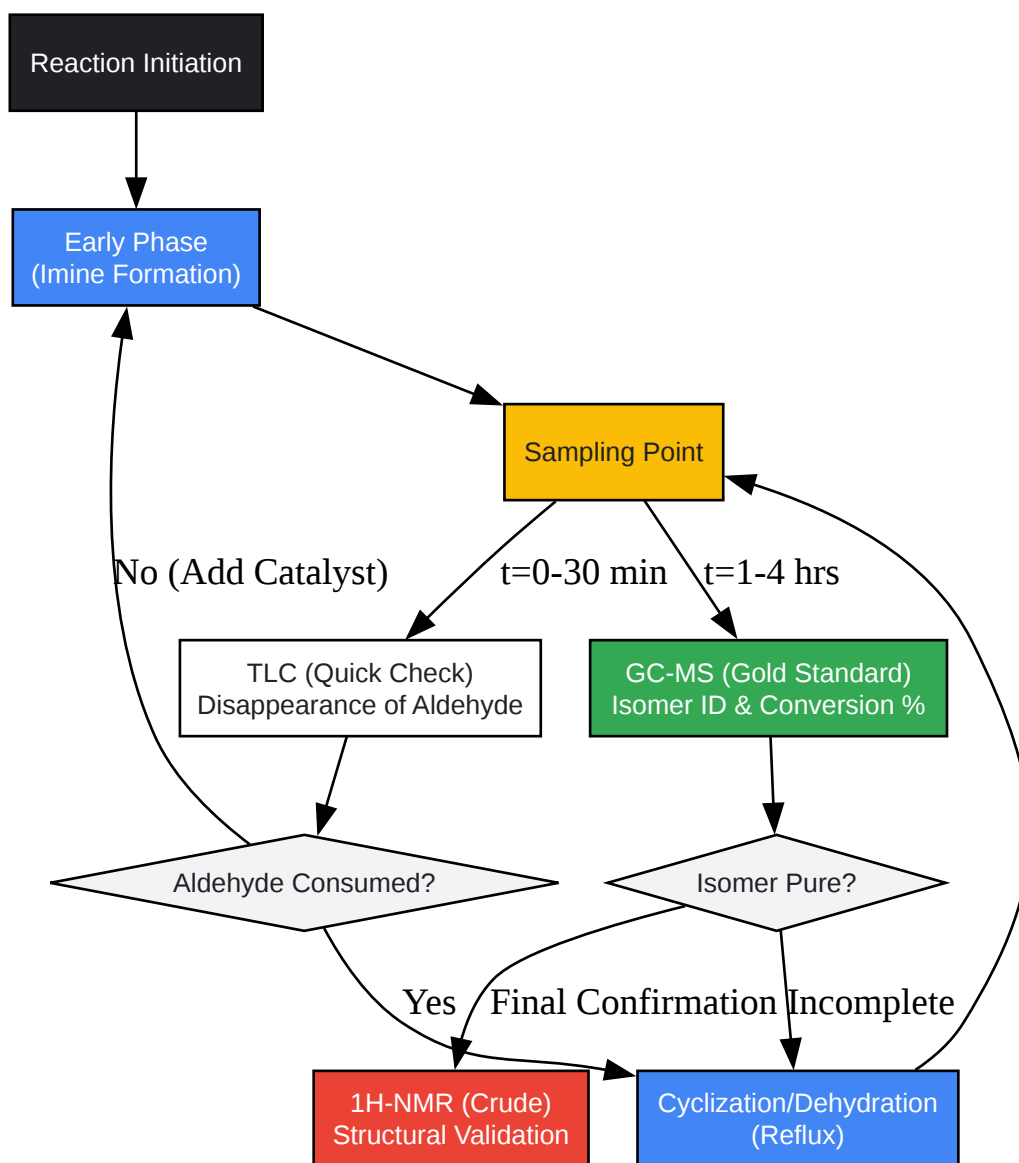 Reaction Initiation
Early Phase
(Imine Formation)
Sampling Point
No (Add Catalyst)
t=0-30 min
t=1-4 hrs
TLC (Quick Check)
Disappearance of Aldehyde
GC-MS (Gold Standard)
Isomer ID & Conversion %
Aldehyde Consumed?
Isomer Pure?
Yes
Final Confirmation
Incomplete
1H-NMR (Crude)
Structural Validation
Cyclization/Dehydration
(Reflux)